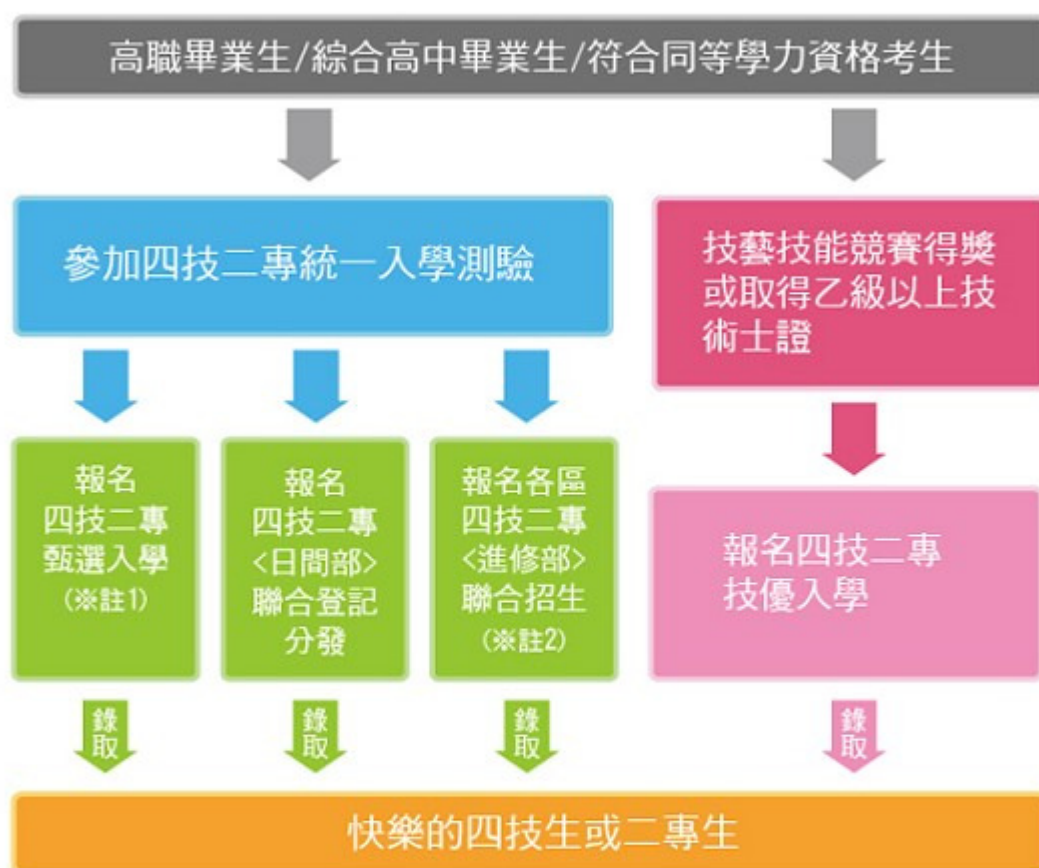 高職畢業生/綜合高中畢業生/符合同等學力資格考生
參加四技二專統一入學測驗
技藝技能競賽得獎
或取得乙級以上技
術士證
報名
四技二專
甄選入學
(※註1)
報名
四技二專
<日間部>
聯合登記
分發
報名各區
四技二專
<進修部>
聯合招生
(※註2)
報名四技二專
技優入學
錄
取
錄
取
錄
取
錄
取
快樂的四技生或二專生